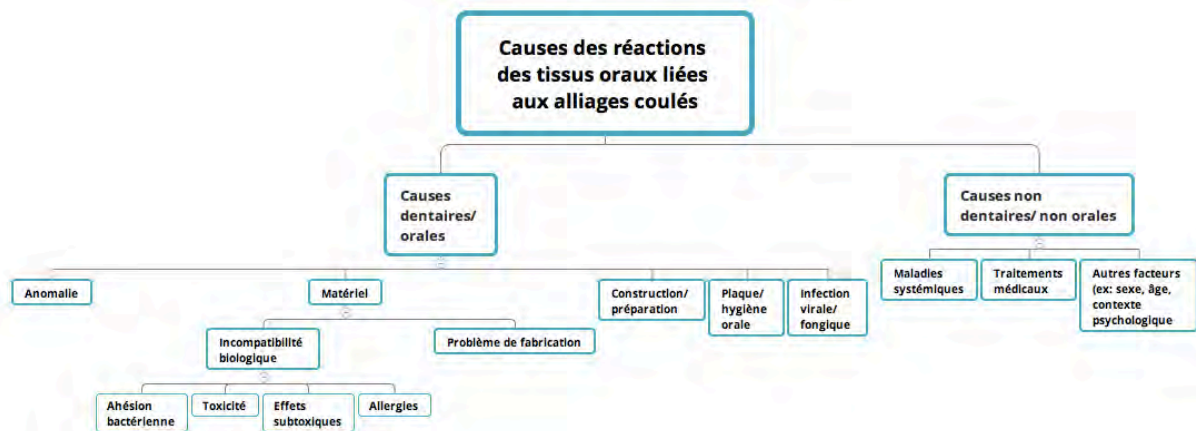 Causes des réactions
des tissus oraux liées
aux alliages coulés
Causes
dentaires/
orales
Causes non
dentaires/ non orales
Anomalie
Matériel
Construction/
préparation
Plaque/
hygiène
orale
Infection
virale/
fongique
Maladies
systémiques
Traitements
médicaux
Autres facteurs
(ex: sexe, âge,
contexte
psychologique
Incompatibilité
biologique
Problème de fabrication
Ahésion
bactérienne
Toxicité
Effets
subtoxiques
Allergies